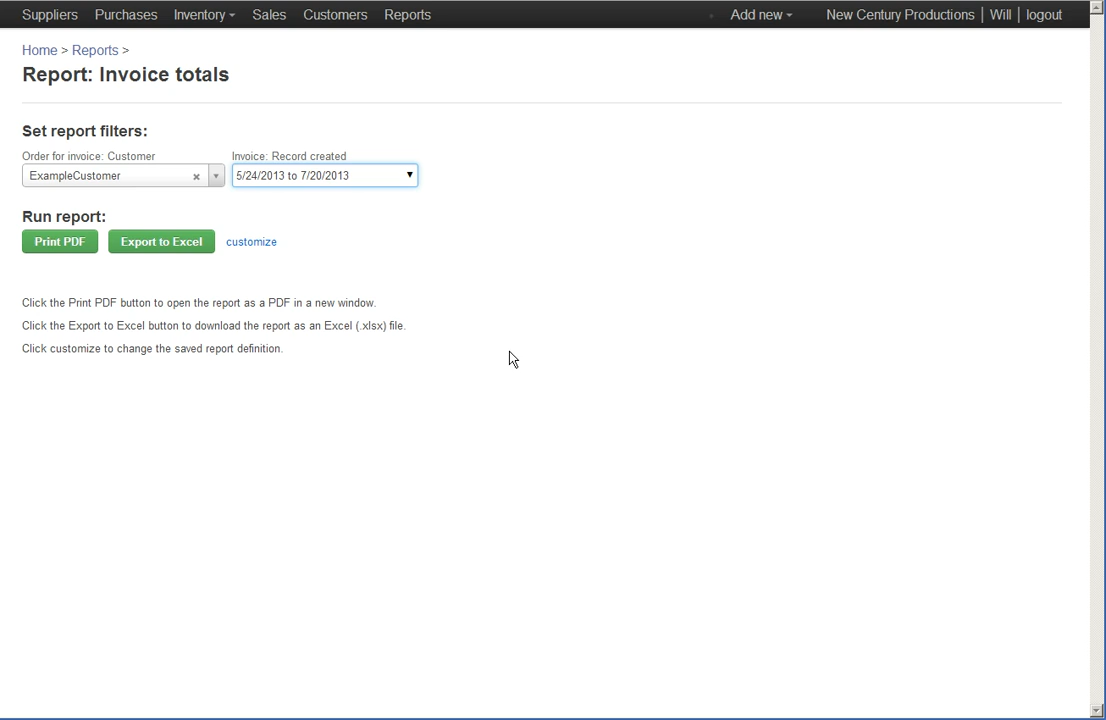 Suppliers Purchases Inventory Sales Customers Reports Add new New Century Productions | Will | logout
Home > Reports >
Report: Invoice totals
Set report filters:
Order for invoice: Customer Invoice: Record created
ExampleCustomer 5/24/2013 to 7/20/2013
Run report:
Print PDF Export to Excel customize
Click the Print PDF button to open the report as a PDF in a new window.
Click the Export to Excel button to download the report as an Excel (.xlsx) file.
Click customize to change the saved report definition.